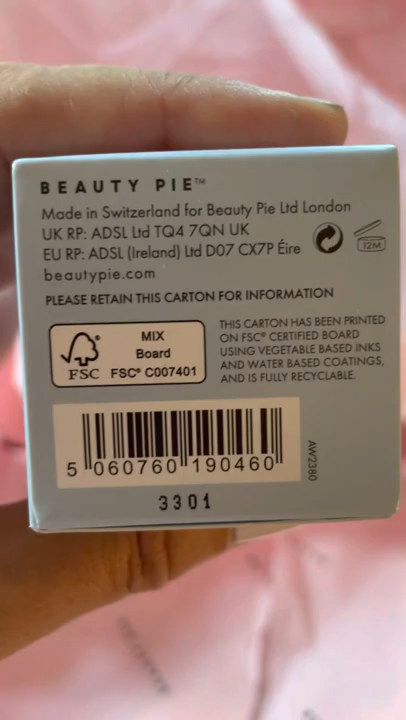 BEAUTY PIE™
Made in Switzerland for Beauty Pie Ltd London
UK RP: ADSL Ltd TQ4 7QN UK
EU RP: ADSL (Ireland) Ltd D07 CX7P Éire
12M
beautypie.com
PLEASE RETAIN THIS CARTON FOR INFORMATION
FSC®
MIX
Board
FSC® C007401
THIS CARTON HAS BEEN PRINTED
ON FSC® CERTIFIED BOARD
USING VEGETABLE BASED INKS
AND WATER BASED COATINGS,
AND IS FULLY RECYCLABLE.
5 060760 190460
AW2380
3301